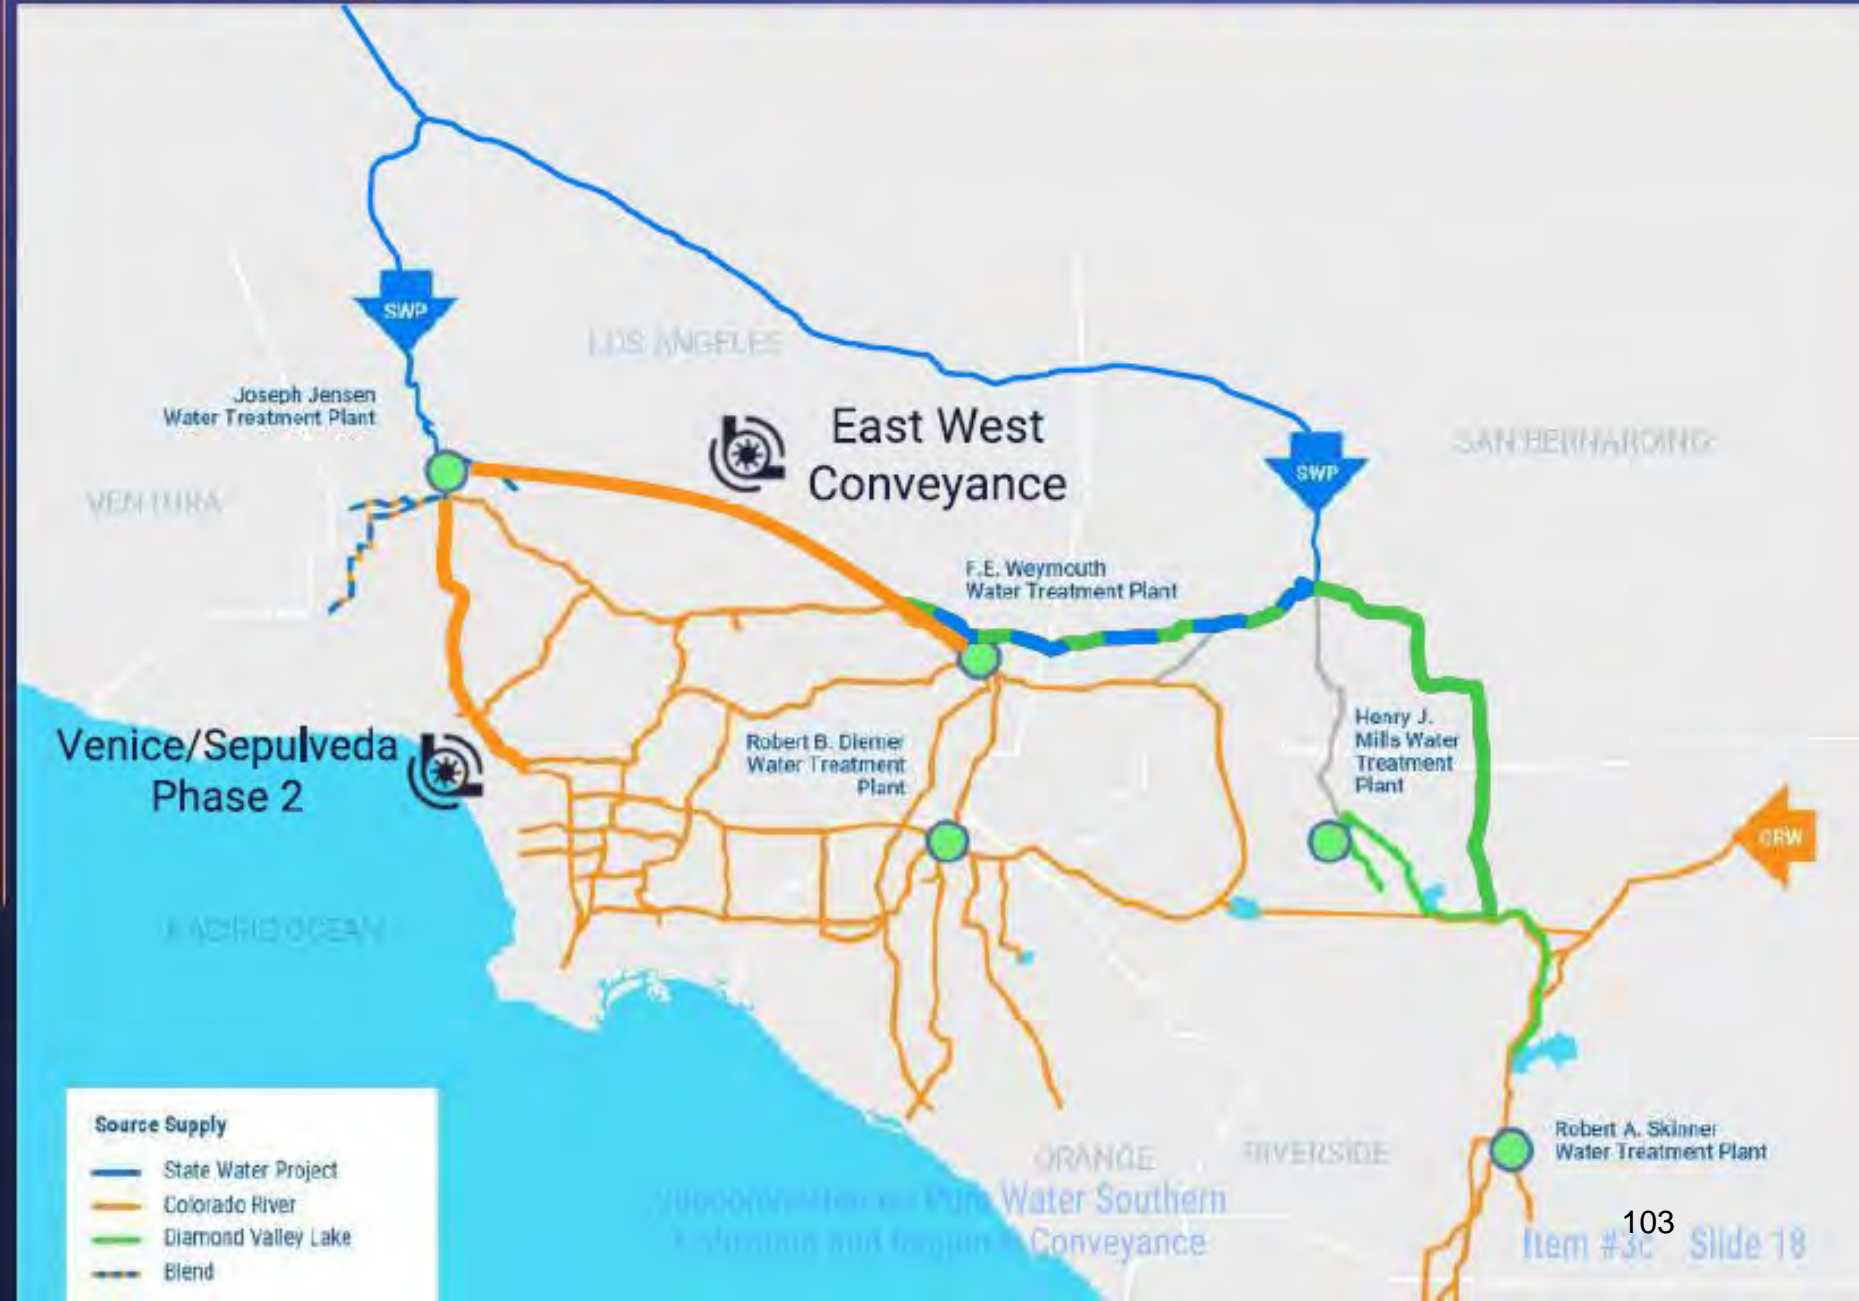 SWP
LOS ANGELES
Joseph Jensen
Water Treatment Plant
East West
Conveyance
SAN BERNARDINO
SWP
VENTURA
F.E. Weymouth
Water Treatment Plant
Venice/Sepulveda
Phase 2
Robert B. Diemer
Water Treatment
Plant
Henry J.
Mills Water
Treatment
Plant
CRW
PACIFIC OCEAN
Source Supply
State Water Project
Colorado River
Diamond Valley Lake
Blend
ORANGE
RIVERSIDE
Robert A. Skinner
Water Treatment Plant
Pure Water Southern
Conveyance
103
Item #3c Slide 18